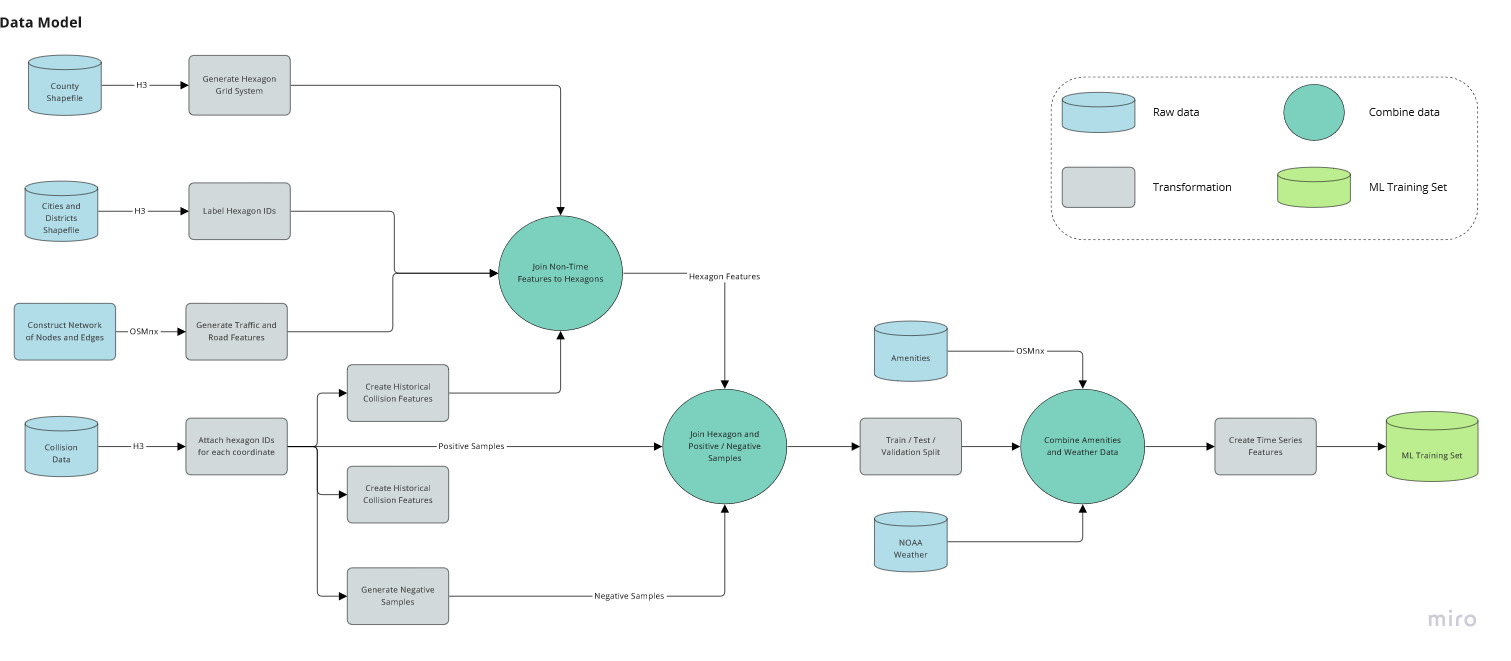 Data Model
County
Shapefile
H3
Generate Hexagon
Grid System
Raw data
Combine data
Transformation
ML Training Set
Cities and
Districts
Shapefile
H3
Label Hexagon IDs
Join Non-Time
Features to Hexagons
Hexagon Features
Construct Network
of Nodes and Edges
OSMnx
Generate Traffic and
Road Features
Create Historical
Collision Features
Amenities
OSMnx
Collision
Data
H3
Attach hexagon IDs
for each coordinate
Positive Samples
Join Hexagon and
Positive / Negative
Samples
Train / Test /
Validation Split
Combine Amenities
and Weather Data
Create Time Series
Features
ML Training Set
Create Historical
Collision Features
NOAA
Weather
Generate Negative
Samples
Negative Samples
miro